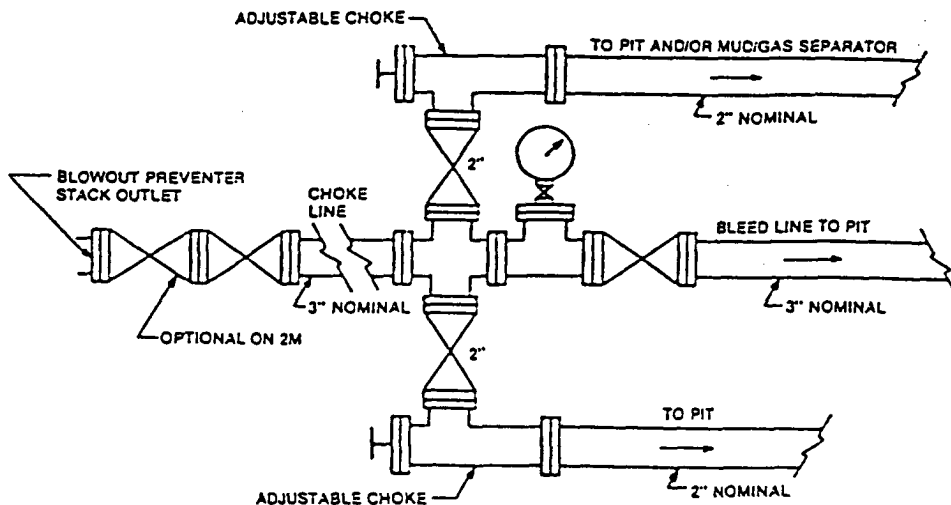 ADJUSTABLE CHOKE
TO PIT AND/OR MUD/GAS SEPARATOR
2" NOMINAL
2"
BLOWOUT PREVENTER
STACK OUTLET
CHOKE
LINE
BLEED LINE TO PIT
3" NOMINAL
3" NOMINAL
OPTIONAL ON 2M
2"
TO PIT
2" NOMINAL
ADJUSTABLE CHOKE